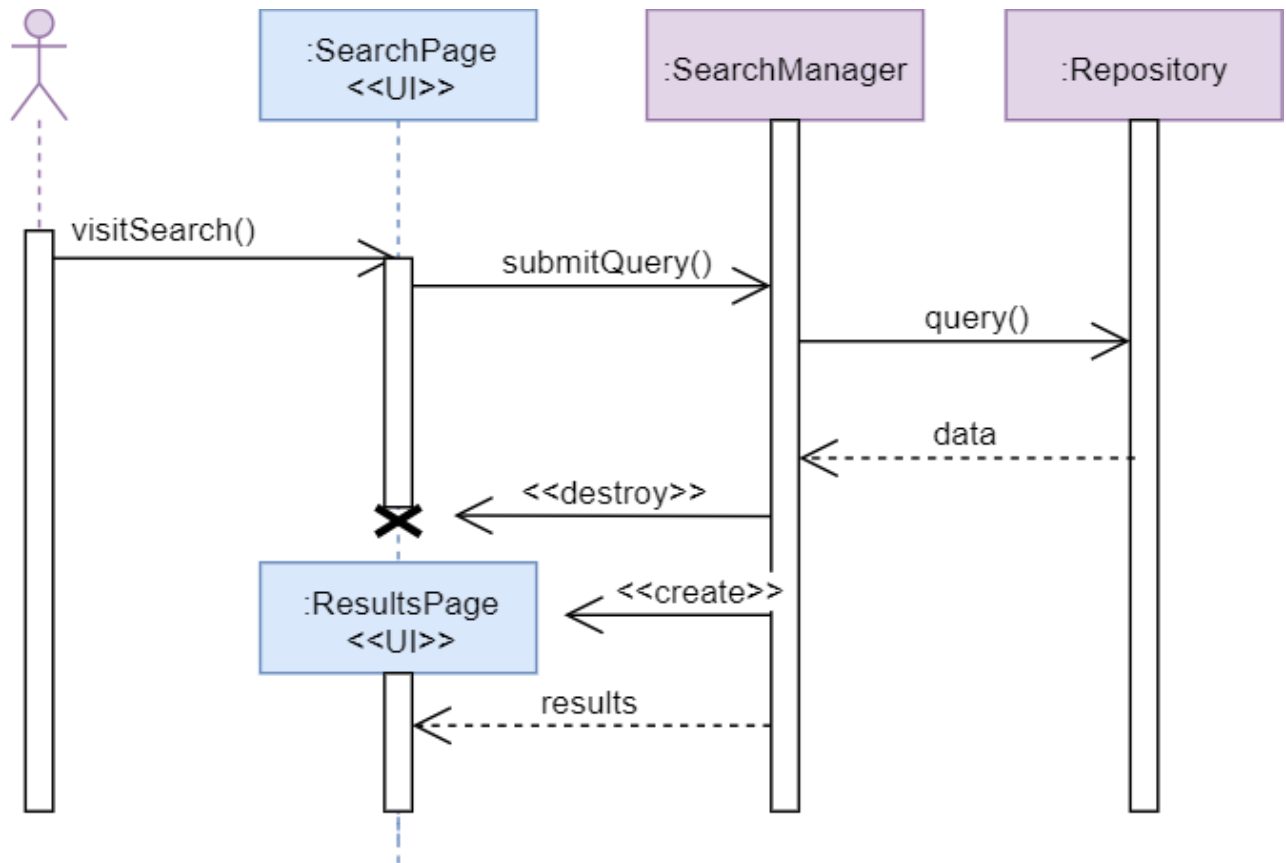 :SearchPage
<<UI>>
:SearchManager
:Repository
visitSearch()
submitQuery()
query()
data
<<destroy>>
<<create>>
:ResultsPage
<<UI>>
results